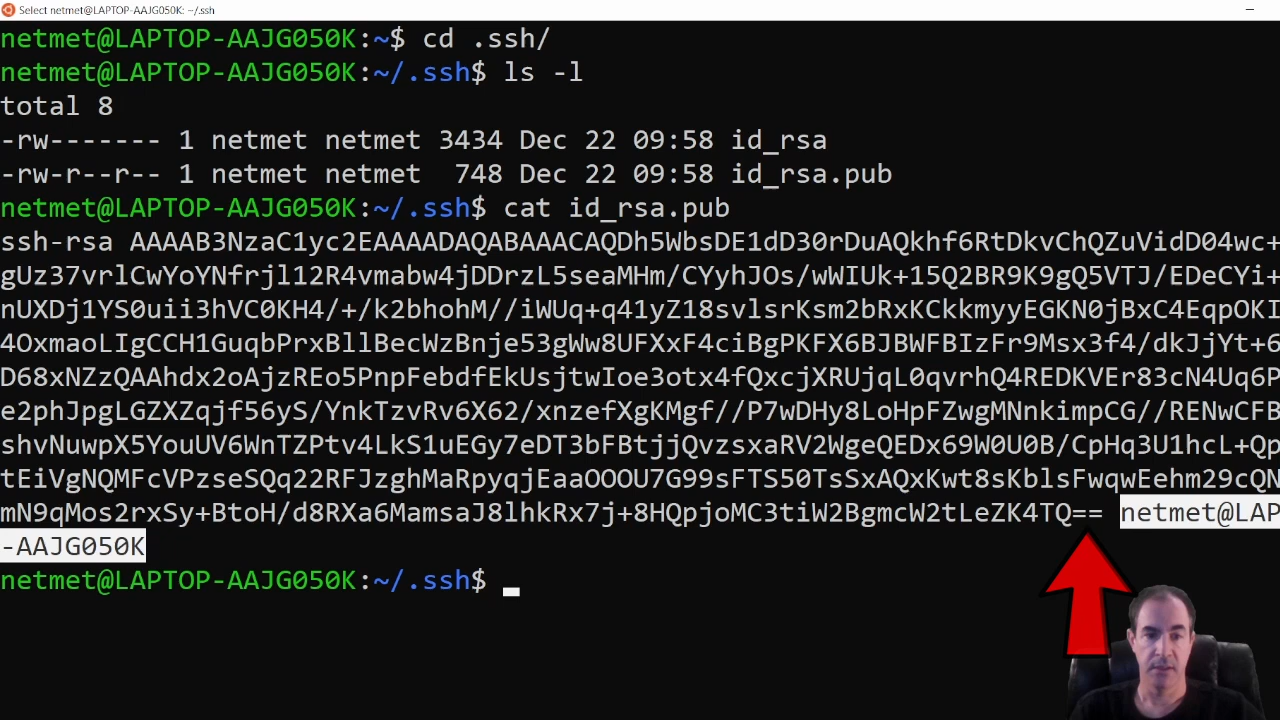 Select netmet@LAPTOP-AAJG050K: ~/.ssh
netmet@LAPTOP-AAJG050K:~$ cd .ssh/
netmet@LAPTOP-AAJG050K:~/.ssh$ ls -l
total 8
-rw------- 1 netmet netmet 3434 Dec 22 09:58 id_rsa
-rw-r--r-- 1 netmet netmet  748 Dec 22 09:58 id_rsa.pub
netmet@LAPTOP-AAJG050K:~/.ssh$ cat id_rsa.pub
ssh-rsa AAAAB3NzaC1yc2EAAAADAQABAAACAQDh5WbsDE1dD30rDuAQkhf6RtDkvChQZuVidD04wc+
gUz37vrlCwYoYNfrjl12R4vmabw4jDDrzL5seaMHm/CYyhJOs/wWIUk+15Q2BR9K9gQ5VTJ/EDeCYi+
nUXDj1YS0uii3hVC0KH4/+/k2bhohM//iWUq+q41yZ18svlsrKsm2bRxKCkkmyyEGKN0jBxC4EqpOKI
4OxmaoLIgCCH1GuqbPrxBllBecWzBnje53gWw8UFXxF4ciBgPKFX6BJBWFBIzFr9Msx3f4/dkJjYt+6
D68xNZzQAAhdx2oAjzREo5PnpFebdfEkUsjtwIoe3otx4fQxcjXRUjqL0qvrhQ4REDKVEr83cN4Uq6P
e2phJpgLGZXZqjf56yS/YnkTzvRv6X62/xnzefXgKMgf//P7wDHy8LoHpFZwgMNnkimpCG//RENwCFB
shvNuwpX5YouUV6WnTZPtv4LkS1uEGy7eDT3bFBtjjQvzsxaRV2WgeQEDx69W0U0B/CpHq3U1hcL+Qp
tEiVgNQMFcVPzseSQq22RFJzghMaRpyqjEaaOOOU7G99sFTS50TsSxAQxKwt8sKblsFwqwEehm29cQN
mN9qMos2rxSy+BtoH/d8RXa6MamsaJ8lhkRx7j+8HQpjoMC3tiW2BgmcW2tLeZK4TQ== netmet@LAP
-AAJG050K
netmet@LAPTOP-AAJG050K:~/.ssh$